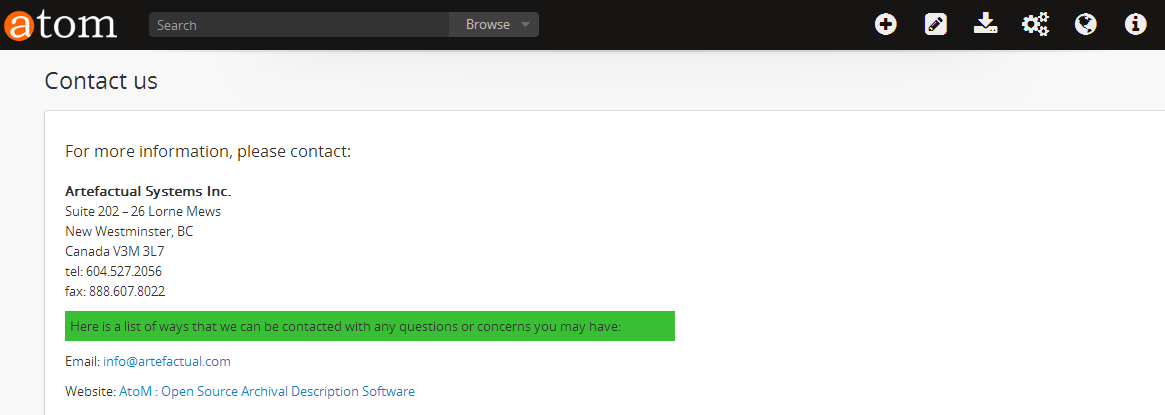 atom
Search
Browse
Contact us
For more information, please contact:
Artefactual Systems Inc.
Suite 202 – 26 Lorne Mews
New Westminster, BC
Canada V3M 3L7
tel: 604.527.2056
fax: 888.607.8022
Here is a list of ways that we can be contacted with any questions or concerns you may have:
Email: info@artefactual.com
Website: AtoM : Open Source Archival Description Software